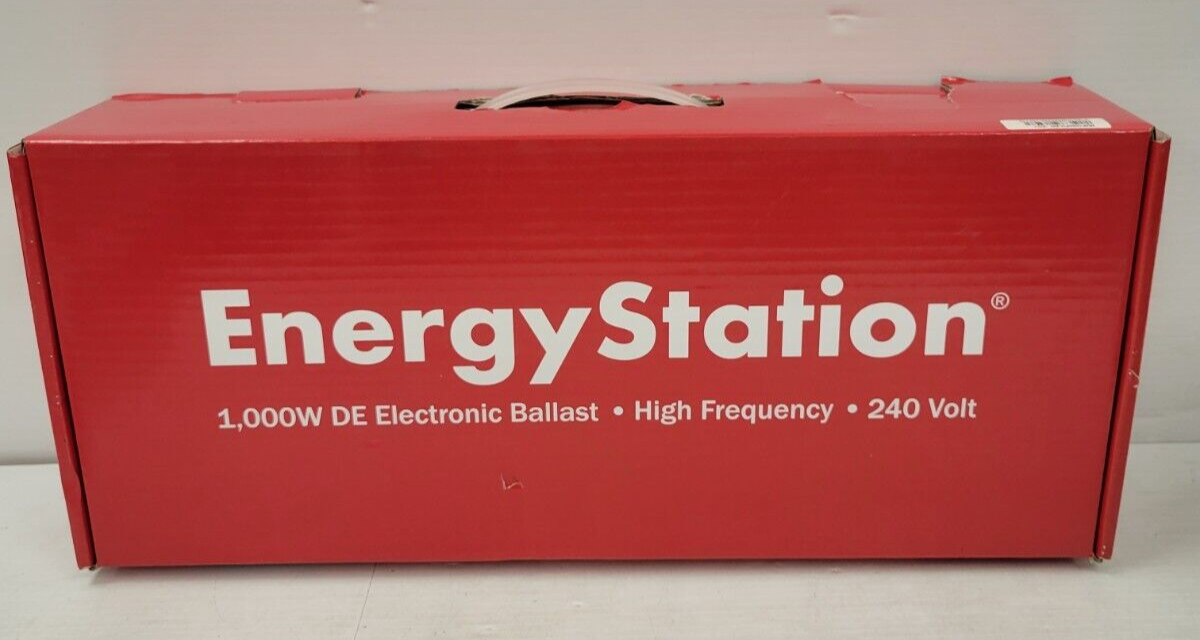 EnergyStation®
1,000W DE Electronic Ballast • High Frequency • 240 Volt